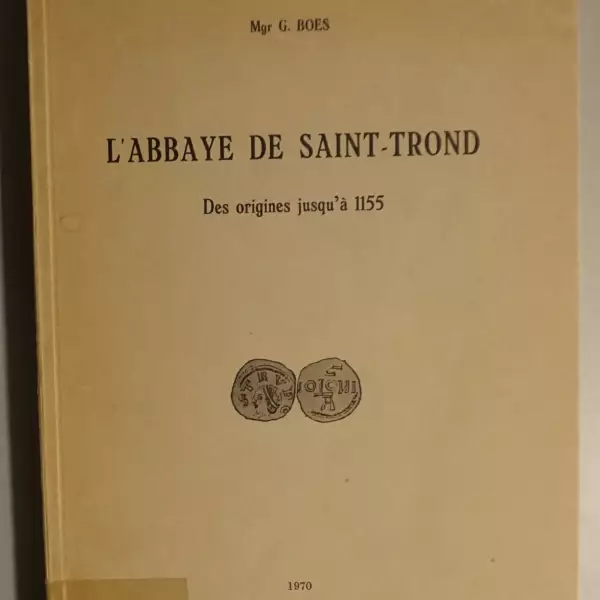 Mgr G. BOES
L'ABBAYE DE SAINT-TROND
Des origines jusqu'à 1155
1970